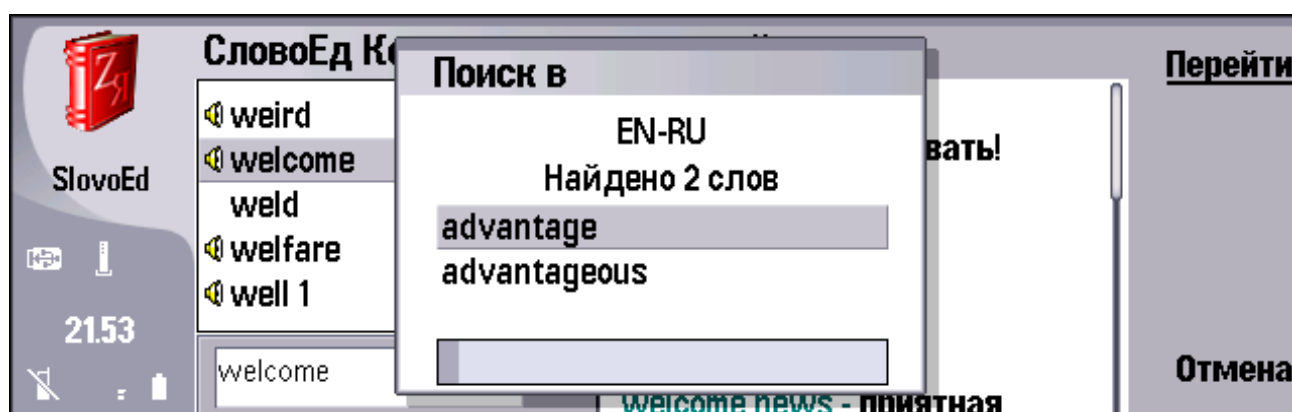 СловоЕд
Перейти
weird
welcome
weld
welfare
well 1
SlovoEd
21.53
welcome
Поиск в
EN-RU
Найдено 2 слов
advantage
advantageous
вать!
welcome news - приятная
Отмена